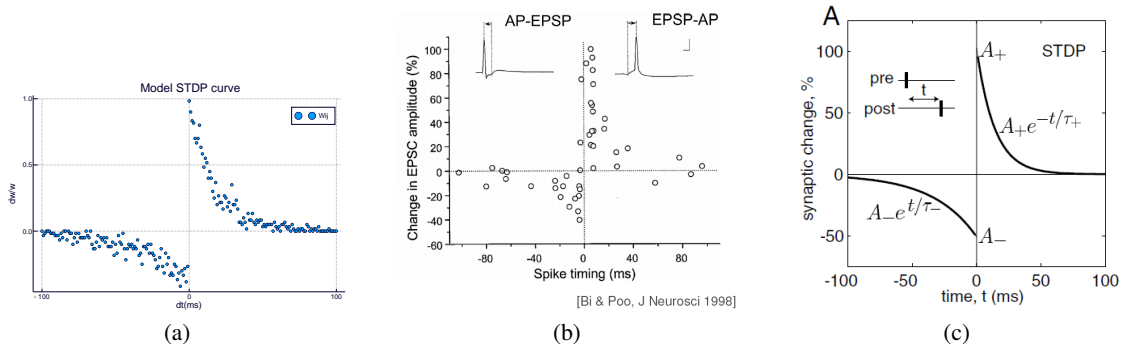 Model STDP curve
1.0
0.5
0.0
dw/w
Wij
-100
0
100
dt(ms)
(a)
AP-EPSP
EPSP-AP
Change in EPSC amplitude (%)
100
80
60
40
20
0
-20
-40
-60
-80
-40
0
40
80
Spike timing (ms)
[Bi & Poo, J Neurosci 1998]
(b)
A
synaptic change, %
100
50
0
-50
A+
STDP
pre
t
post
A+e^-t/τ+
A-e^t/τ-
A-
-100
-50
0
50
100
time, t (ms)
(c)